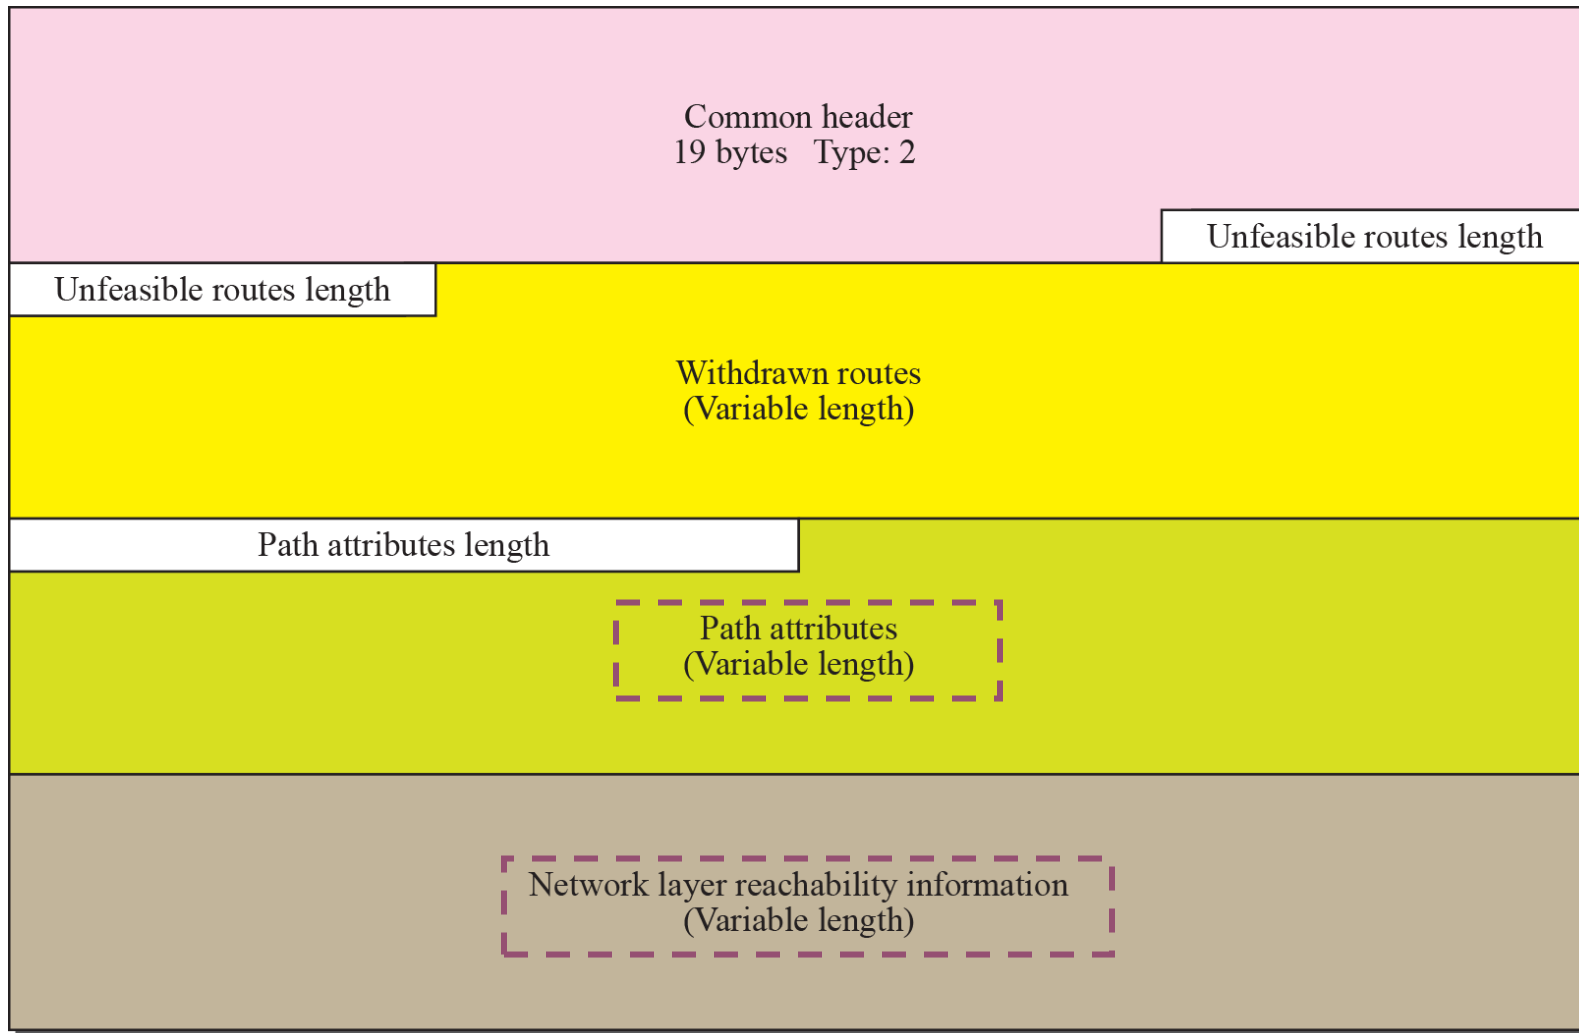 Common header
19 bytes   Type: 2
Unfeasible routes length
Unfeasible routes length
Withdrawn routes
(Variable length)
Path attributes length
Path attributes
(Variable length)
Network layer reachability information
(Variable length)